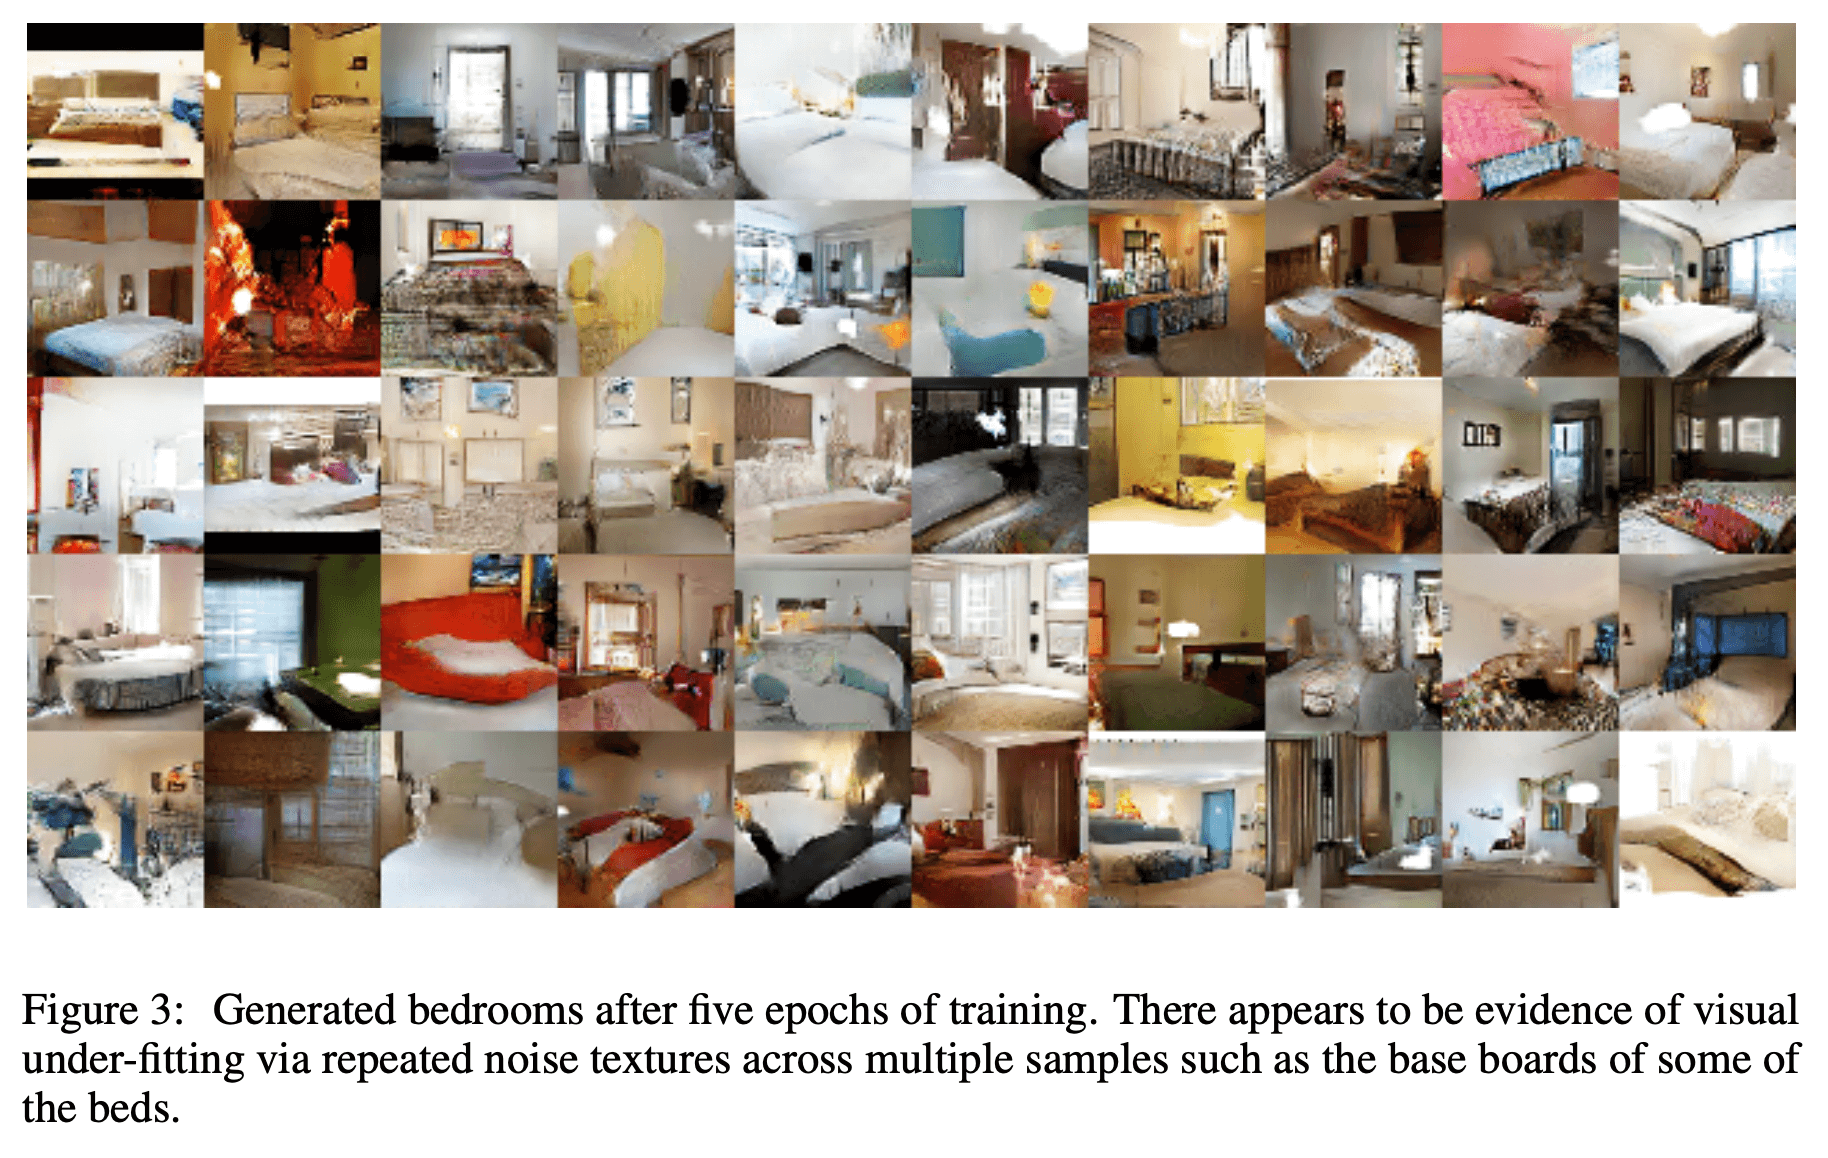 Figure 3: Generated bedrooms after five epochs of training. There appears to be evidence of visual
under-fitting via repeated noise textures across multiple samples such as the base boards of some of
the beds.